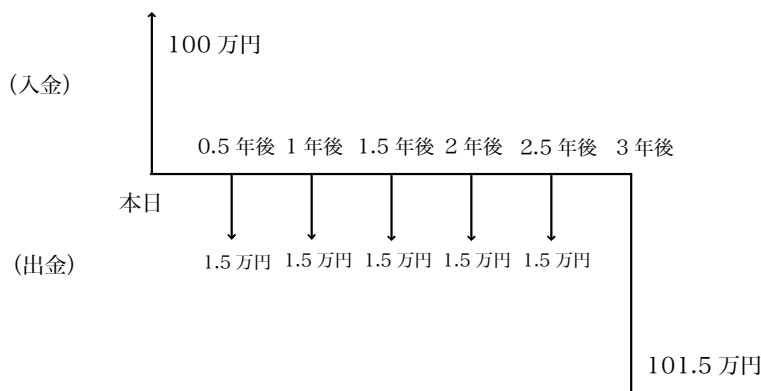 100 万円
(入金)
0.5 年後 1 年後 1.5 年後 2 年後 2.5 年後 3 年後
本日
(出金)
1.5 万円 1.5 万円 1.5 万円 1.5 万円 1.5 万円
101.5 万円